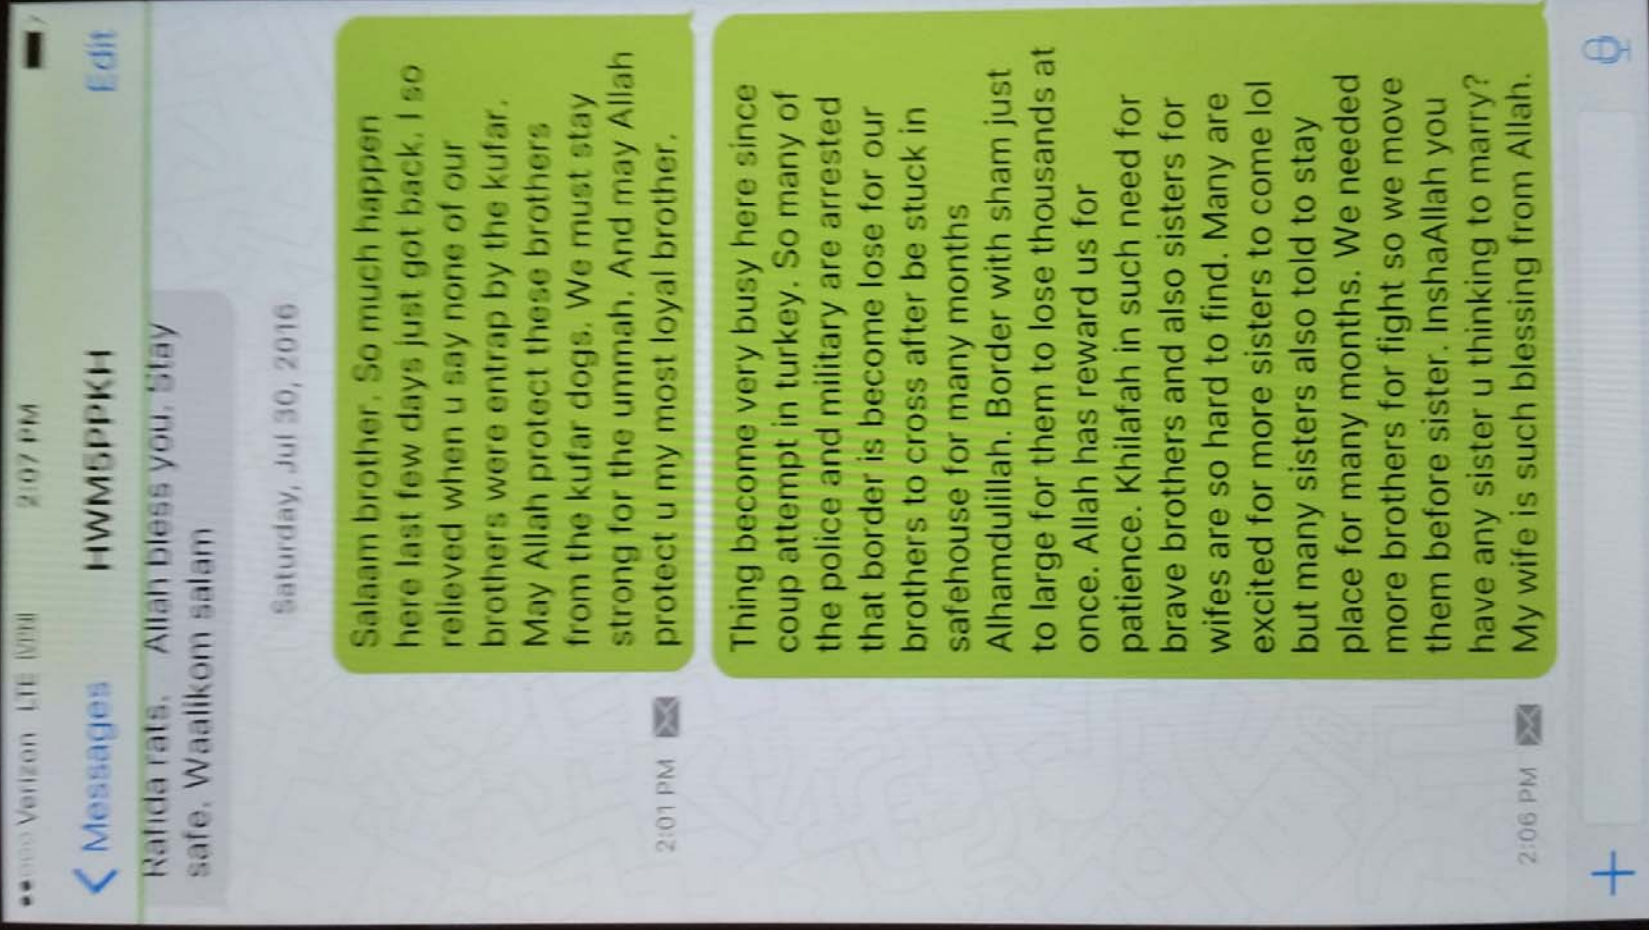 Verizon LTE VPN 2:07 PM
Messages HWM5PPKH Edit
Rafida rats. Allah bless you. Stay
safe. Waalikom salam
Saturday, Jul 30, 2016
Salaam brother. So much happen
here last few days just got back. I so
relieved when u say none of our
brothers were entrap by the kufar.
May Allah protect these brothers
from the kufar dogs. We must stay
strong for the ummah. And may Allah
protect u my most loyal brother.
2:01 PM
Thing become very busy here since
coup attempt in turkey. So many of
the police and military are arrested
that border is become lose for our
brothers to cross after be stuck in
safehouse for many months
Alhamdulillah. Border with sham just
to large for them to lose thousands at
once. Allah has reward us for
patience. Khilafah in such need for
brave brothers and also sisters for
wifes are so hard to find. Many are
excited for more sisters to come lol
but many sisters also told to stay
place for many months. We needed
more brothers for fight so we move
them before sister. InshaAllah you
have any sister u thinking to marry?
My wife is such blessing from Allah.
2:06 PM